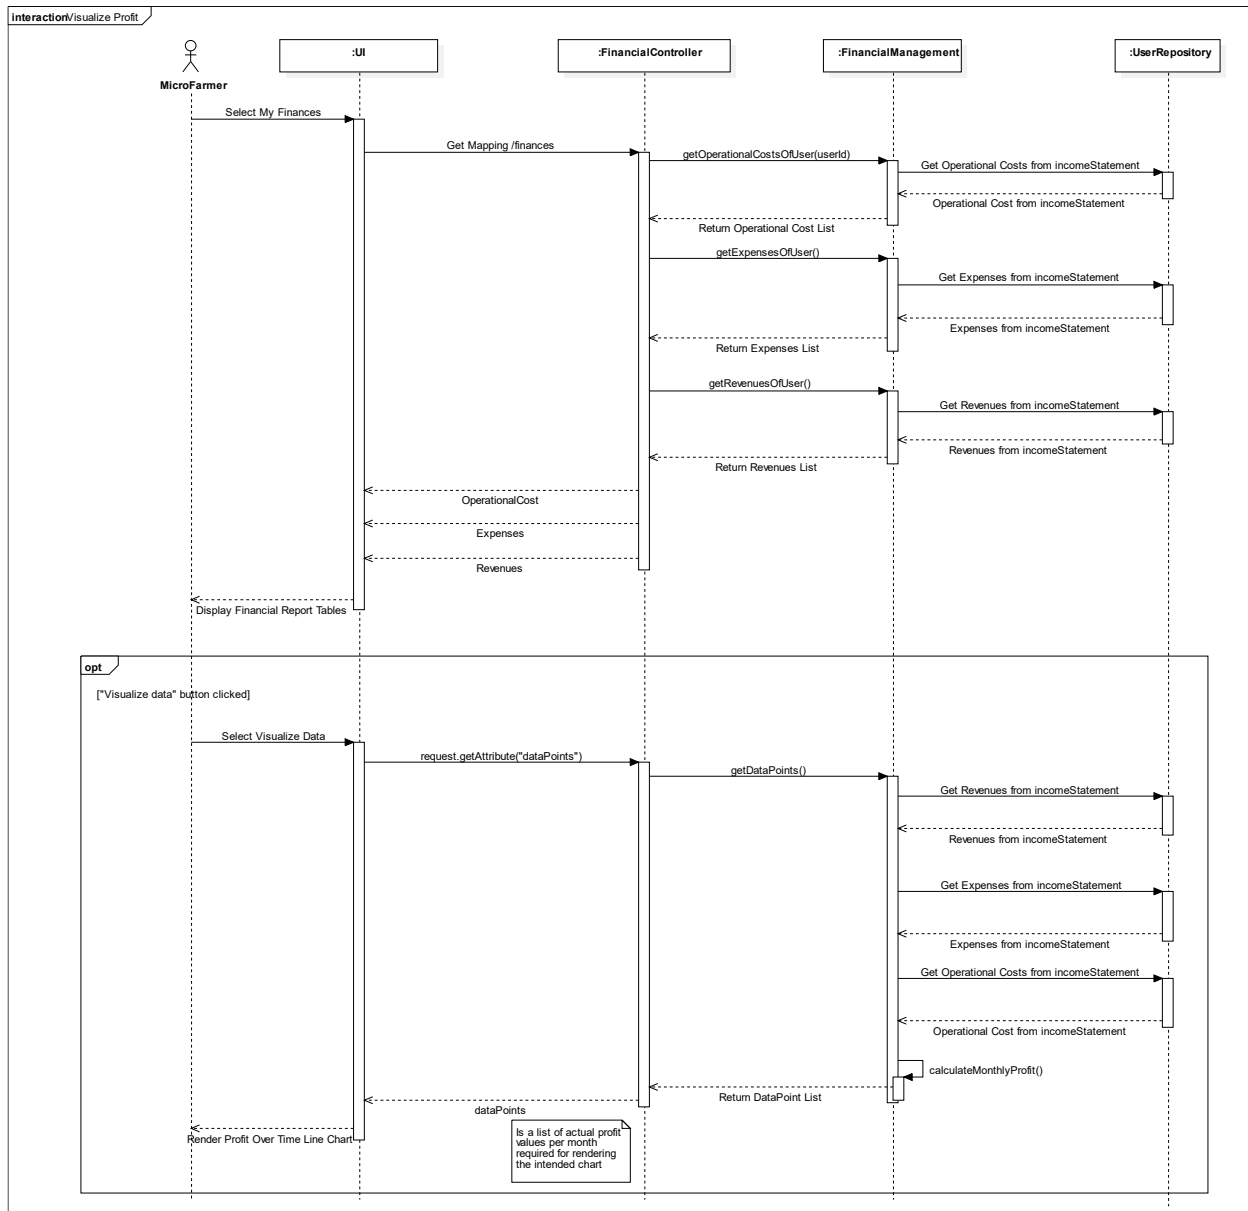 interactionVisualize Profit
:UI
:FinancialController
:FinancialManagement
:UserRepository
MicroFarmer
Select My Finances
Get Mapping /finances
getOperationalCostsOfUser(userId)
Get Operational Costs from incomeStatement
Operational Cost from incomeStatement
Return Operational Cost List
getExpensesOfUser()
Get Expenses from incomeStatement
Expenses from incomeStatement
Return Expenses List
getRevenuesOfUser()
Get Revenues from incomeStatement
Revenues from incomeStatement
Return Revenues List
OperationalCost
Expenses
Revenues
Display Financial Report Tables
opt
["Visualize data" button clicked]
Select Visualize Data
request.getAttribute("dataPoints")
getDataPoints()
Get Revenues from incomeStatement
Revenues from incomeStatement
Get Expenses from incomeStatement
Expenses from incomeStatement
Get Operational Costs from incomeStatement
Operational Cost from incomeStatement
calculateMonthlyProfit()
Return DataPoint List
dataPoints
Render Profit Over Time Line Chart
Is a list of actual profit
values per month
required for rendering
the intended chart